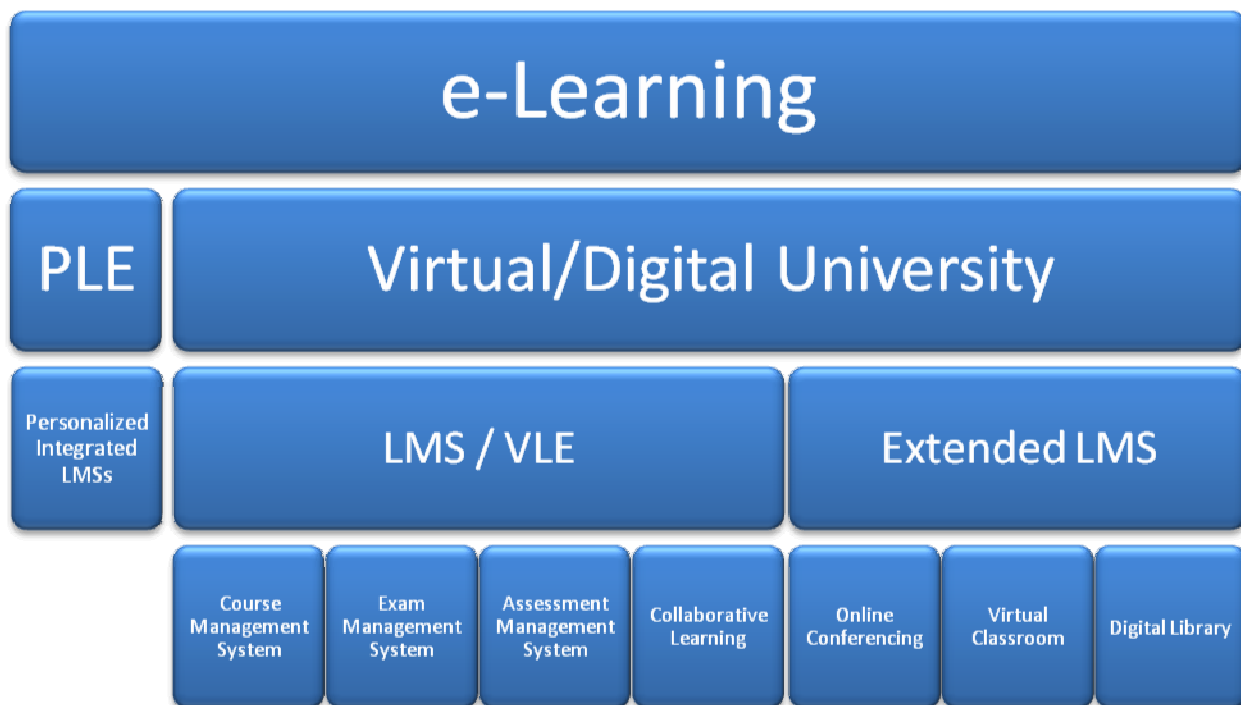 e-Learning
PLE
Virtual/Digital University
Personalized
Integrated
LMSs
LMS / VLE
Extended LMS
Course
Management
System
Exam
Management
System
Assessment
Management
System
Collaborative
Learning
Online
Conferencing
Virtual
Classroom
Digital Library